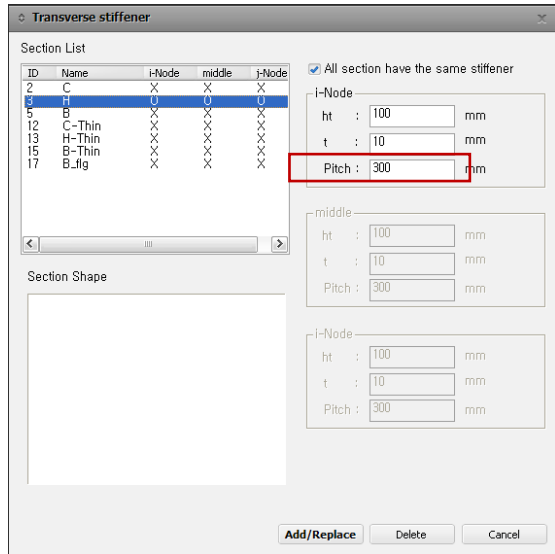 Transverse stiffener
Section List
ID Name i-Node middle j-Node
2 C X X X
3 H O O O
5 B X X X
12 C-Thin X X X
13 H-Thin X X X
15 B-Thin X X X
17 B_flg X X X
Section Shape
All section have the same stiffener
i-Node
ht : 100 mm
t : 10 mm
Pitch : 300 mm
middle
ht : 100 mm
t : 10 mm
Pitch : 300 mm
i-Node
ht : 100 mm
t : 10 mm
Pitch : 300 mm
Add/Replace Delete Cancel